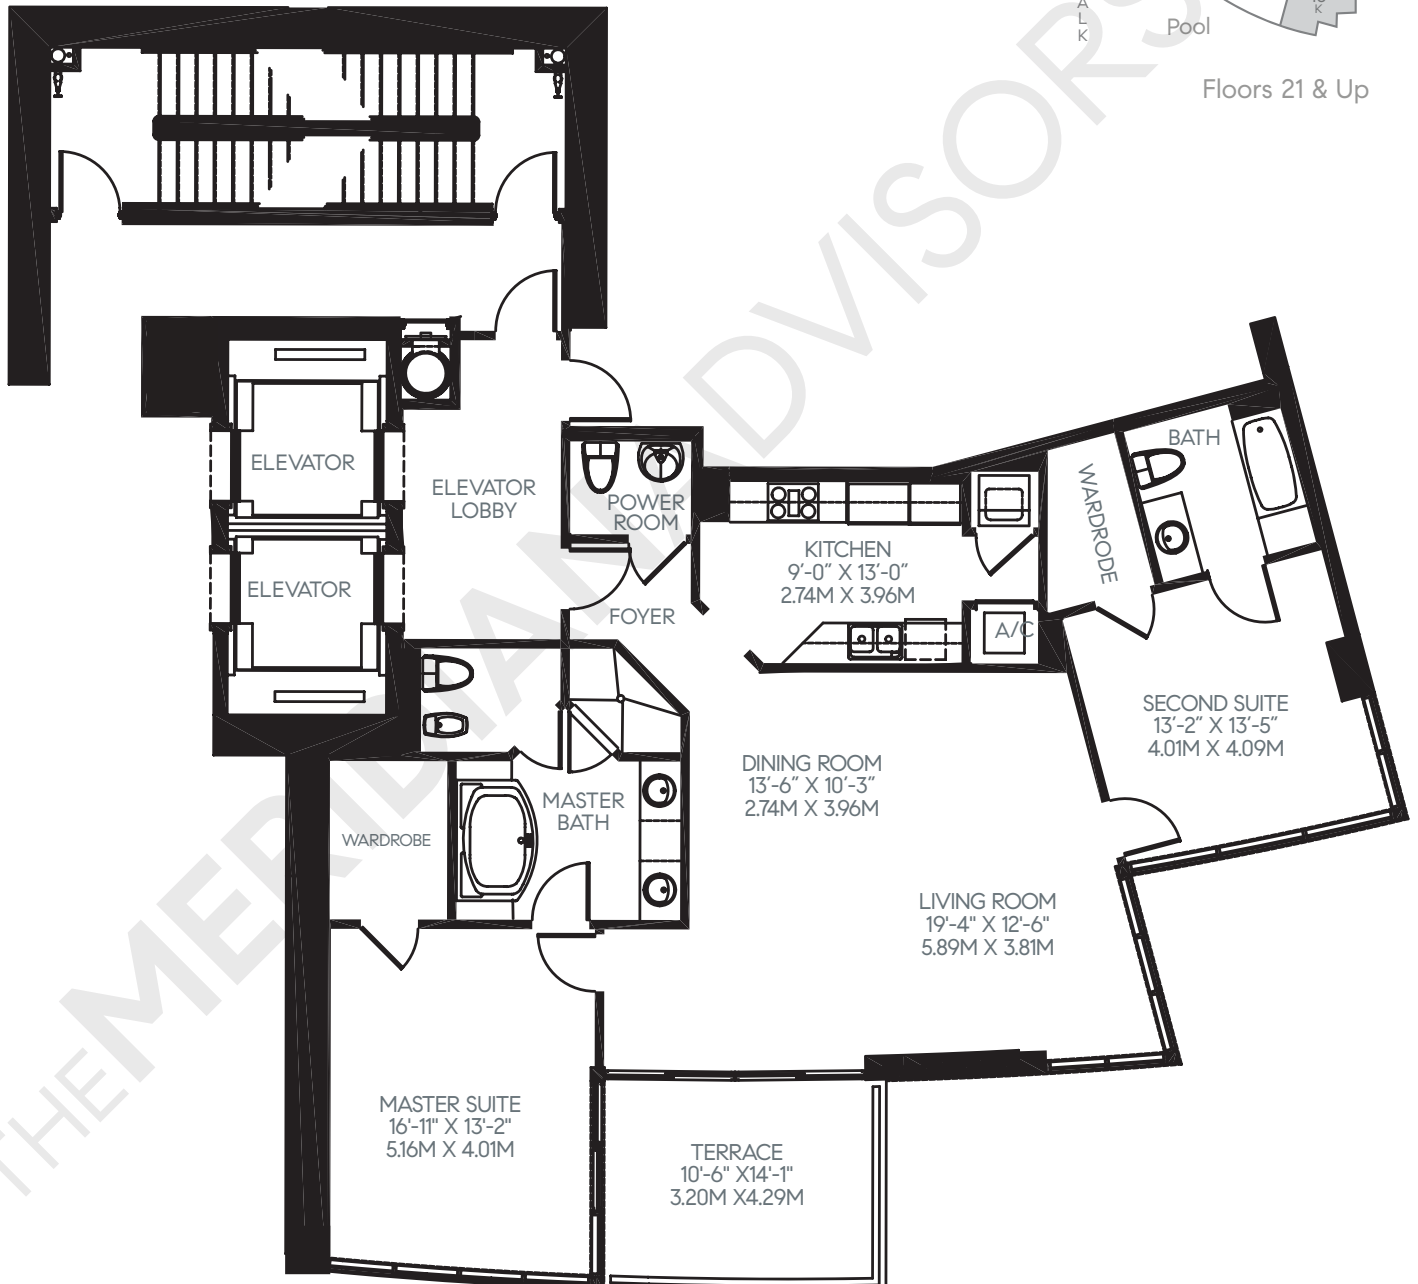 A
L
K
K
Pool
Floors 21 & Up
ELEVATOR
ELEVATOR
LOBBY
POWER
ROOM
KITCHEN
9'-0" X 13'-0"
2.74M X 3.96M
WARDRODE
BATH
ELEVATOR
FOYER
A/C
SECOND SUITE
13'-2" X 13'-5"
4.01M X 4.09M
DINING ROOM
13'-6" X 10'-3"
2.74M X 3.96M
MASTER
BATH
WARDROBE
LIVING ROOM
19'-4" X 12'-6"
5.89M X 3.81M
MASTER SUITE
16'-11" X 13'-2"
5.16M X 4.01M
TERRACE
10'-6" X14'-1"
3.20M X4.29M
THEMERIDIANADVISORS